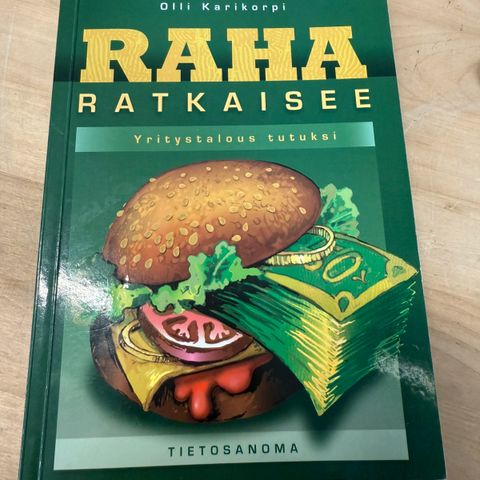 Olli Karikorpi
RAHA
RATKAISEE
Yritystalous tutuksi
TIETOSANOMA